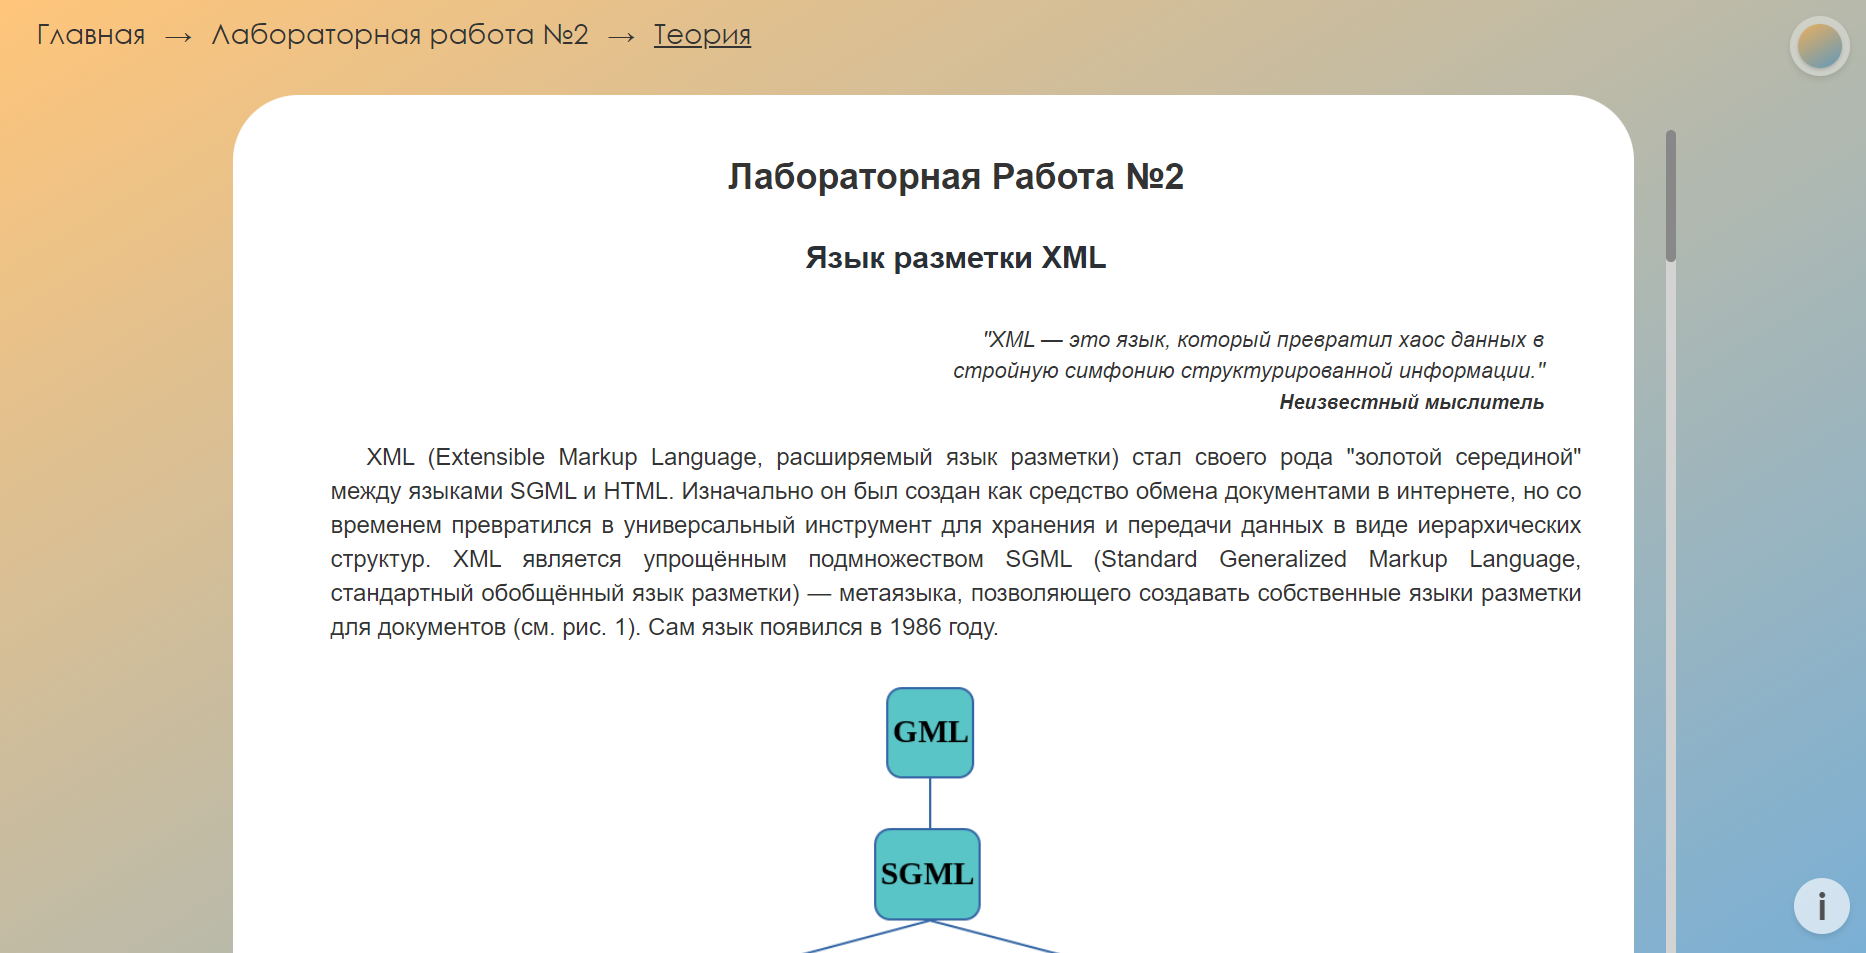 Главная → Лабораторная работа №2 → Теория
Лабораторная Работа №2
Язык разметки XML
"XML — это язык, который превратил хаос данных в
стройную симфонию структурированной информации."
Неизвестный мыслитель
XML (Extensible Markup Language, расширяемый язык разметки) стал своего рода "золотой серединой"
между языками SGML и HTML. Изначально он был создан как средство обмена документами в интернете, но со
временем превратился в универсальный инструмент для хранения и передачи данных в виде иерархических
структур. XML является упрощённым подмножеством SGML (Standard Generalized Markup Language,
стандартный обобщённый язык разметки) — метаязыка, позволяющего создавать собственные языки разметки
для документов (см. рис. 1). Сам язык появился в 1986 году.
GML
SGML
i